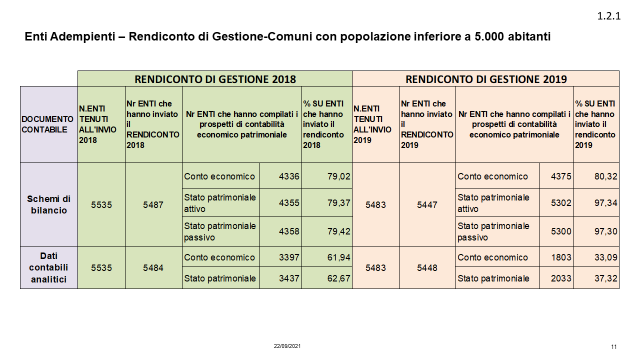 1.2.1
Enti Adempienti – Rendiconto di Gestione-Comuni con popolazione inferiore a 5.000 abitanti
RENDICONTO DI GESTIONE 2018
RENDICONTO DI GESTIONE 2019
DOCUMENTO
CONTABILE
N.ENTI
TENUTI
ALL'INVIO
2018
Nr ENTI che
hanno inviato
il
RENDICONTO
2018
Nr ENTI che hanno compilati i
prospetti di contabilità
economico patrimoniale
% SU ENTI
che hanno
inviato il
rendiconto
2018
N.ENTI
TENUTI
ALL'INVIO
2019
Nr ENTI che
hanno inviato
il
RENDICONTO
2019
Nr ENTI che hanno compilati i
prospetti di contabilità
economico patrimoniale
% SU ENTI
che hanno
inviato il
rendiconto
2019
Schemi di
bilancio
5535
5487
Conto economico 4336 79,02
Stato patrimoniale
attivo
4355 79,37
Stato patrimoniale
passivo
4358 79,42
5483
5447
Conto economico 4375 80,32
Stato patrimoniale
attivo
5302 97,34
Stato patrimoniale
passivo
5300 97,30
Dati
contabili
analitici
5535
5484
Conto economico 3397 61,94
Stato patrimoniale 3437 62,67
5483
5448
Conto economico 1803 33,09
Stato patrimoniale 2033 37,32
22/09/2021
11